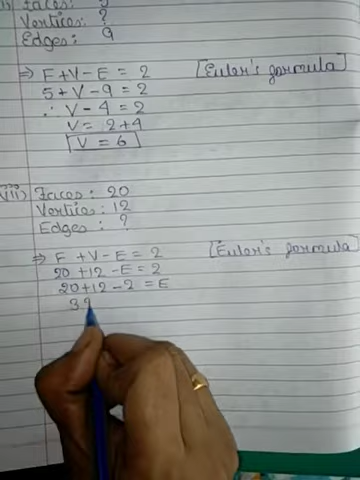 Faces: 5
Vertices: ?
Edges: 9
⇒ F+V-E = 2 [Euler's formula]
5+V-9 = 2
∴ V-4 = 2
V = 2+4
V = 6
iii) Faces: 20
Vertices: 12
Edges: ?
⇒ F +V-E = 2 [Euler's formula]
20 +12 -E = 2
20+12-2 = E